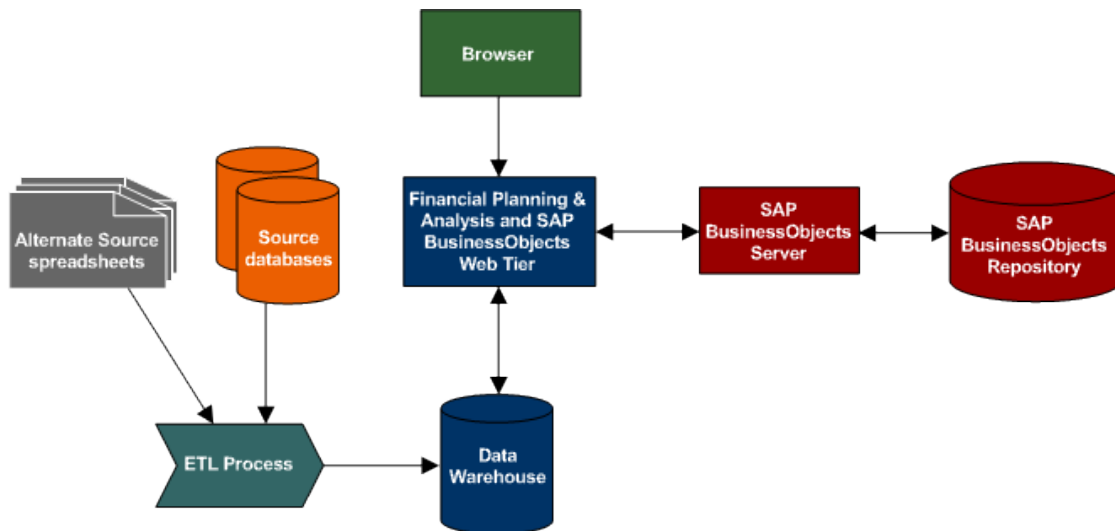 Browser
Alternate Source
spreadsheets
Source
databases
Financial Planning &
Analysis and SAP
BusinessObjects
Web Tier
SAP
BusinessObjects
Server
SAP
BusinessObjects
Repository
ETL Process
Data
Warehouse